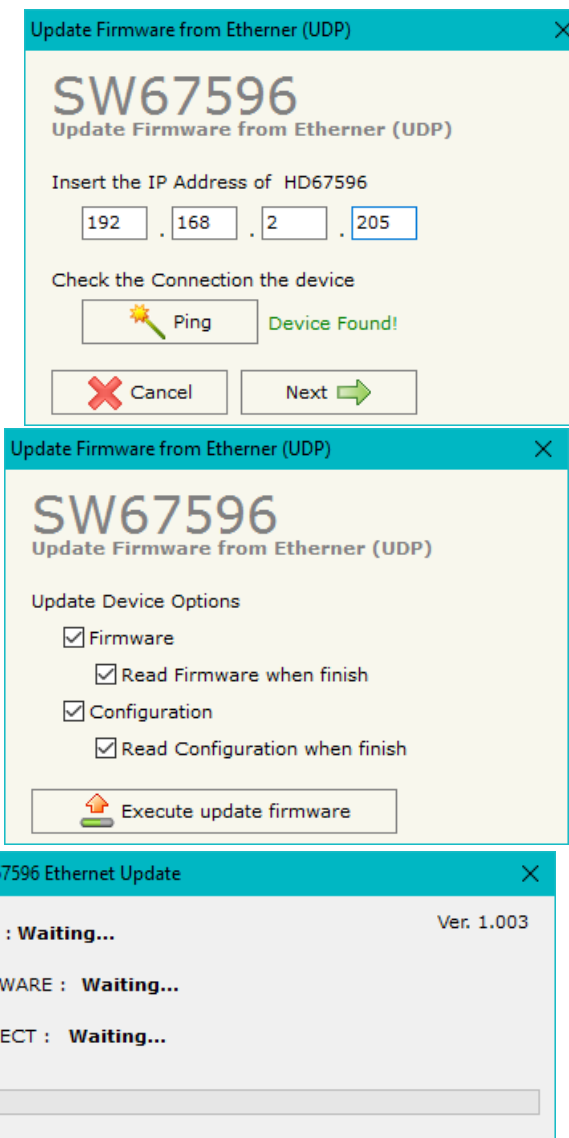 Update Firmware from Etherner (UDP)
SW67596
Update Firmware from Etherner (UDP)
Insert the IP Address of HD67596
192 . 168 . 2 . 205
Check the Connection the device
Ping Device Found!
Cancel Next
Update Firmware from Etherner (UDP)
SW67596
Update Firmware from Etherner (UDP)
Update Device Options
Firmware
Read Firmware when finish
Configuration
Read Configuration when finish
Execute update firmware
7596 Ethernet Update
: Waiting... Ver. 1.003
WARE : Waiting...
ECT : Waiting...